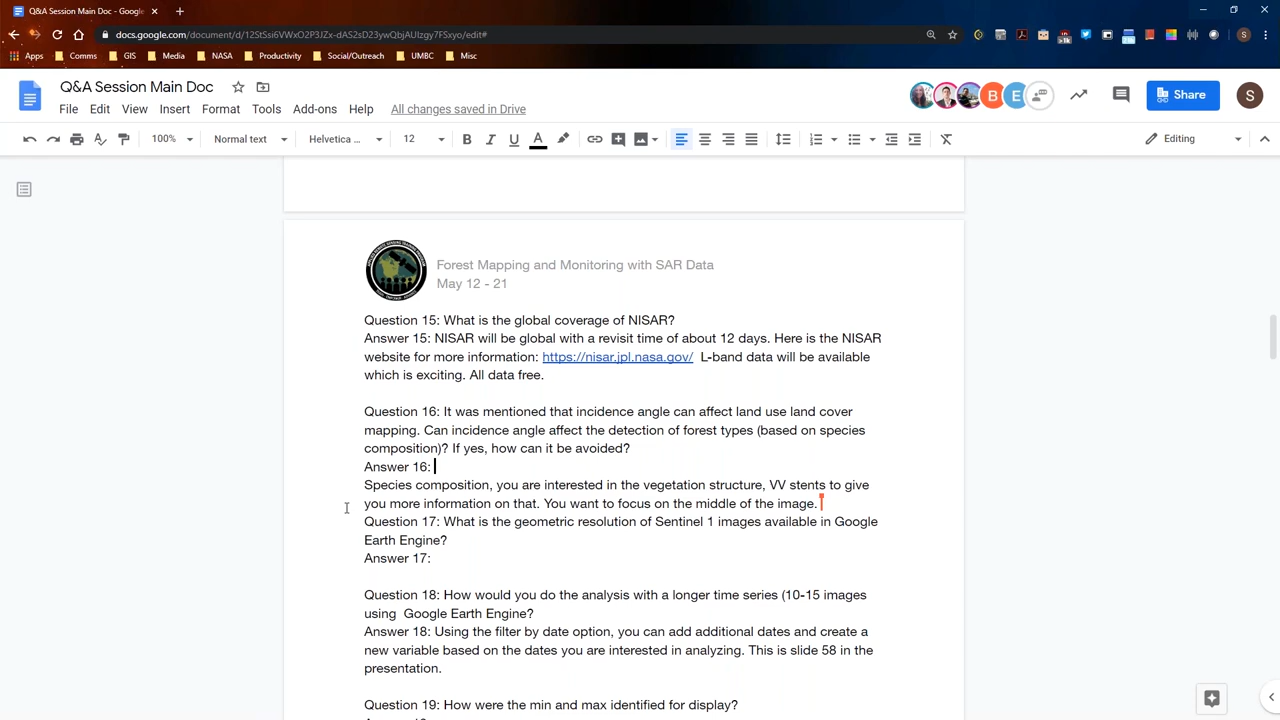 Q&A Session Main Doc - Google
docs.google.com/document/d/12StSsi6VWxO2P3JZx-dAS2sD23ywQbjAUIzgy7FSxyo/edit#
S
Apps Comms GIS Media NASA Productivity Social/Outreach UMBC Misc
Q&A Session Main Doc
B E Share S
File Edit View Insert Format Tools Add-ons Help All changes saved in Drive
100% Normal text Helvetica ... 12 B I U A Editing
Forest Mapping and Monitoring with SAR Data
May 12 - 21
Question 15: What is the global coverage of NISAR?
Answer 15: NISAR will be global with a revisit time of about 12 days. Here is the NISAR
website for more information: https://nisar.jpl.nasa.gov/ L-band data will be available
which is exciting. All data free.
Question 16: It was mentioned that incidence angle can affect land use land cover
mapping. Can incidence angle affect the detection of forest types (based on species
composition)? If yes, how can it be avoided?
Answer 16:
Species composition, you are interested in the vegetation structure, VV stents to give
you more information on that. You want to focus on the middle of the image.
Question 17: What is the geometric resolution of Sentinel 1 images available in Google
Earth Engine?
Answer 17:
Question 18: How would you do the analysis with a longer time series (10-15 images
using Google Earth Engine?
Answer 18: Using the filter by date option, you can add additional dates and create a
new variable based on the dates you are interested in analyzing. This is slide 58 in the
presentation.
Question 19: How were the min and max identified for display?